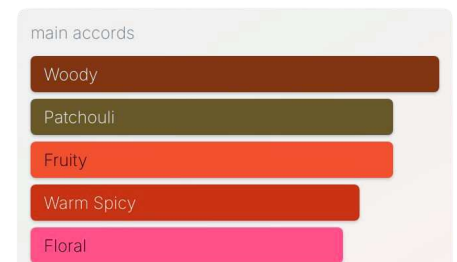 main accords
Woody
Patchouli
Fruity
Warm Spicy
Floral